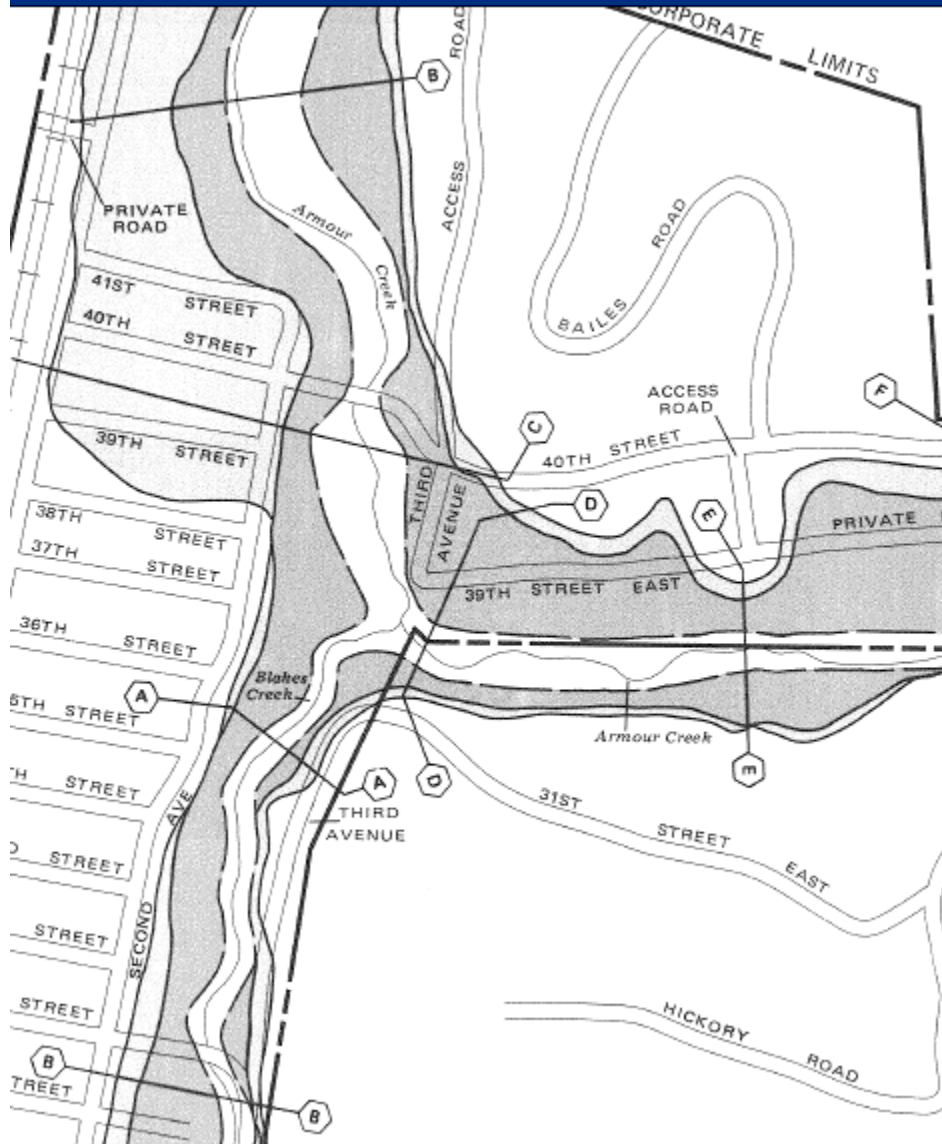 CORPORATE LIMITS
B
ROAD
ACCESS
PRIVATE
ROAD
Armour
Creek
ROAD
BAILES
41ST STREET
40TH STREET
ACCESS
ROAD
F
C
39TH STREET
40TH STREET
THIRD
AVENUE
D
E
PRIVATE
38TH STREET
37TH STREET
39TH STREET EAST
36TH STREET
Blakes
Creek
A
5TH STREET
Armour Creek
TH STREET
A
D
E
31ST STREET EAST
THIRD
AVENUE
AVE
SECOND
STREET
STREET
STREET
HICKORY ROAD
B
TREET
B